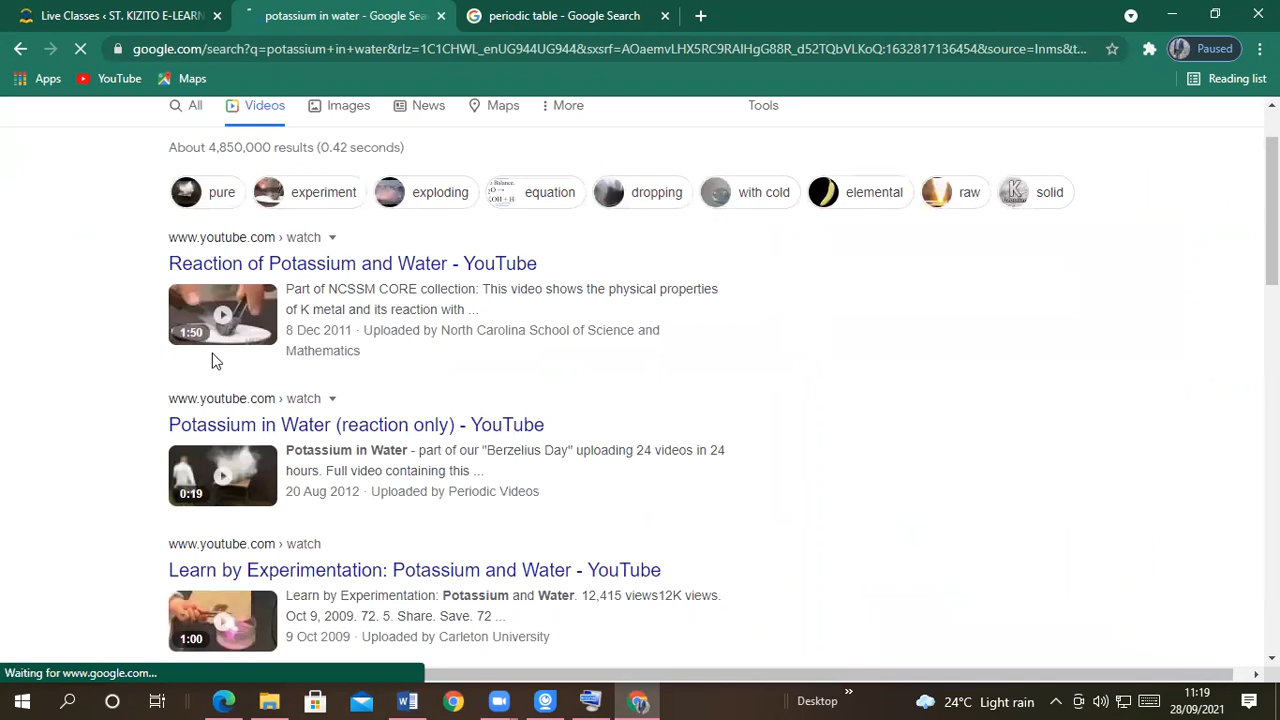 Live Classes < ST. KIZITO E-LEARN
potassium in water - Google Sea
periodic table - Google Search
google.com/search?q=potassium+in+water&rlz=1C1CHWL_enUG944UG944&sxsrf=AOaemvLHX5RC9RAIHgG88R_d52TQbVLKoQ:1632817136454&source=lnms&t...
Paused
Apps
YouTube
Maps
Reading list
All
Videos
Images
News
Maps
More
Tools
About 4,850,000 results (0.42 seconds)
pure
experiment
exploding
equation
dropping
with cold
elemental
raw
solid
www.youtube.com › watch
Reaction of Potassium and Water - YouTube
Part of NCSSM CORE collection: This video shows the physical properties
of K metal and its reaction with ...
1:50
8 Dec 2011 · Uploaded by North Carolina School of Science and
Mathematics
www.youtube.com › watch
Potassium in Water (reaction only) - YouTube
Potassium in Water - part of our "Berzelius Day" uploading 24 videos in 24
hours. Full video containing this ...
0:19
20 Aug 2012 · Uploaded by Periodic Videos
www.youtube.com › watch
Learn by Experimentation: Potassium and Water - YouTube
Learn by Experimentation: Potassium and Water. 12,415 views12K views.
Oct 9, 2009. 72. 5. Share. Save. 72 ...
1:00
9 Oct 2009 · Uploaded by Carleton University
Waiting for www.google.com...
Desktop
24°C Light rain
11:19
28/09/2021